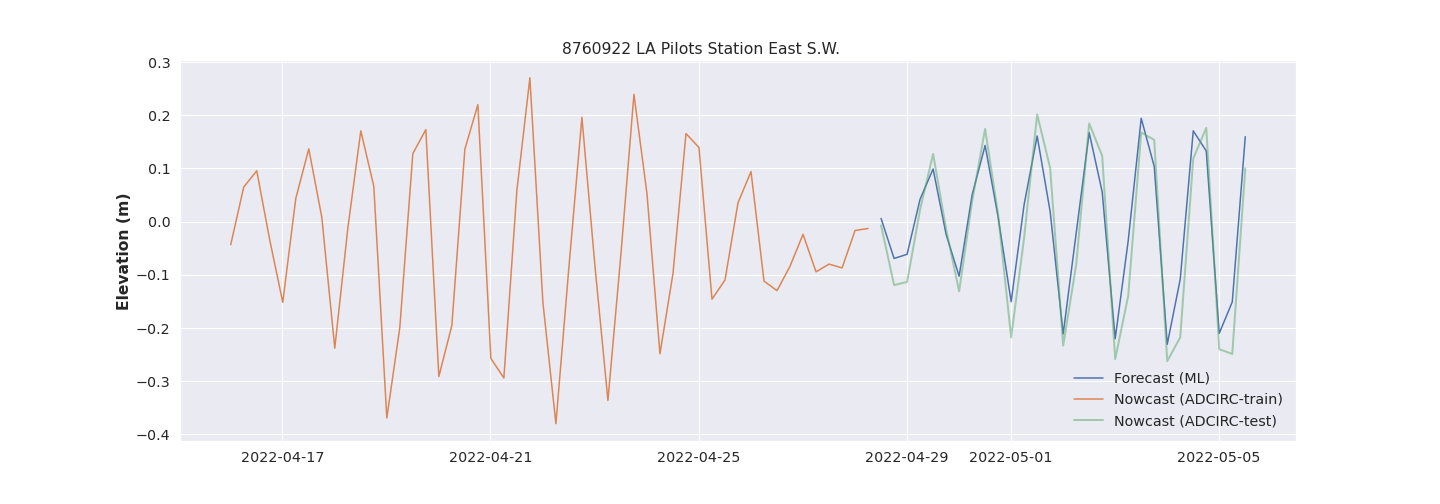 8760922 LA Pilots Station East S.W.
Elevation (m)
0.3
0.2
0.1
0.0
−0.1
−0.2
−0.3
−0.4
Forecast (ML)
Nowcast (ADCIRC-train)
Nowcast (ADCIRC-test)
2022-04-17 2022-04-21 2022-04-25 2022-04-29 2022-05-01 2022-05-05